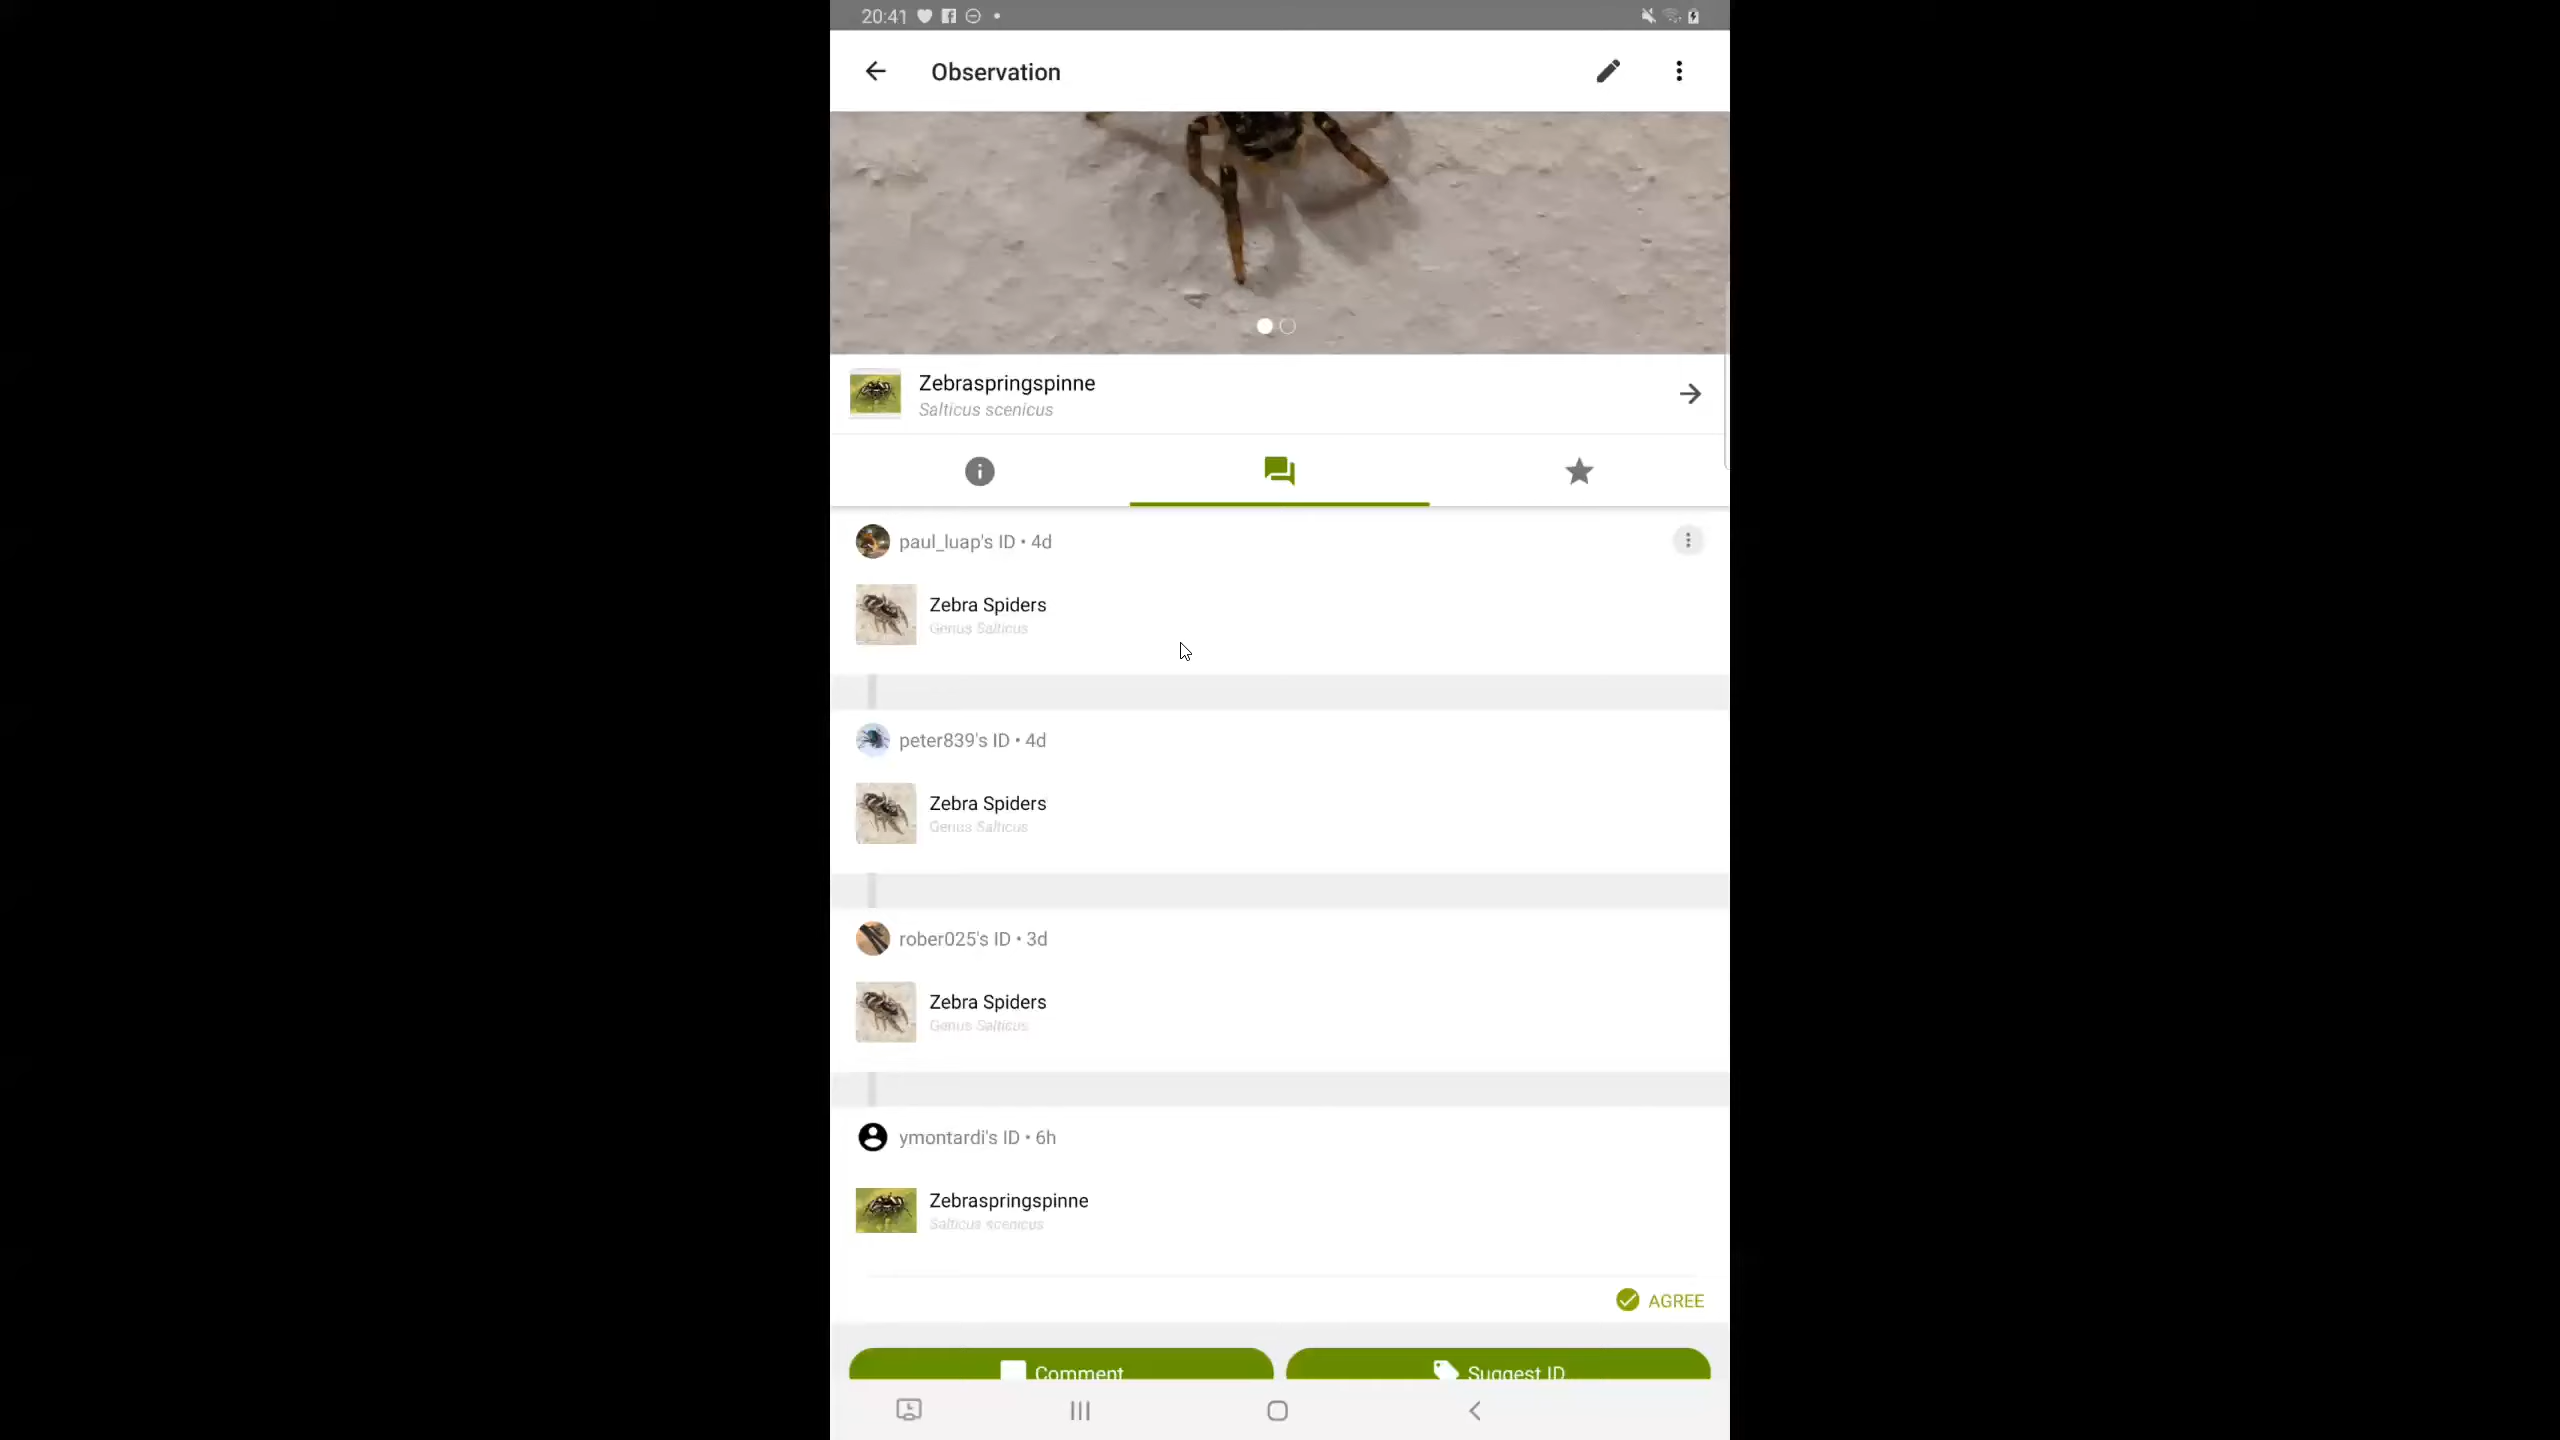 20:41
Observation
Zebraspringspinne
Salticus scenicus
paul_luap's ID • 4d
Zebra Spiders
Genus Salticus
peter839's ID • 4d
Zebra Spiders
Genus Salticus
rober025's ID • 3d
Zebra Spiders
Genus Salticus
ymontardi's ID • 6h
Zebraspringspinne
Salticus scenicus
AGREE
Comment
Suggest ID